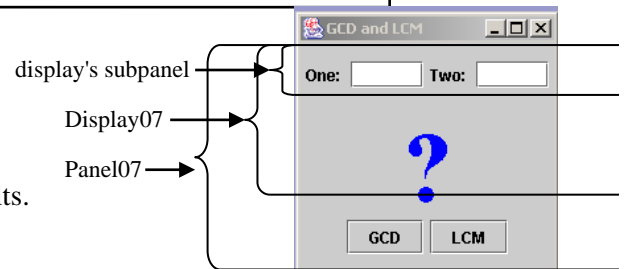 GCD and LCM
display's subpanel
One: Two:
Display07
?
Panel07
ts.
GCD LCM